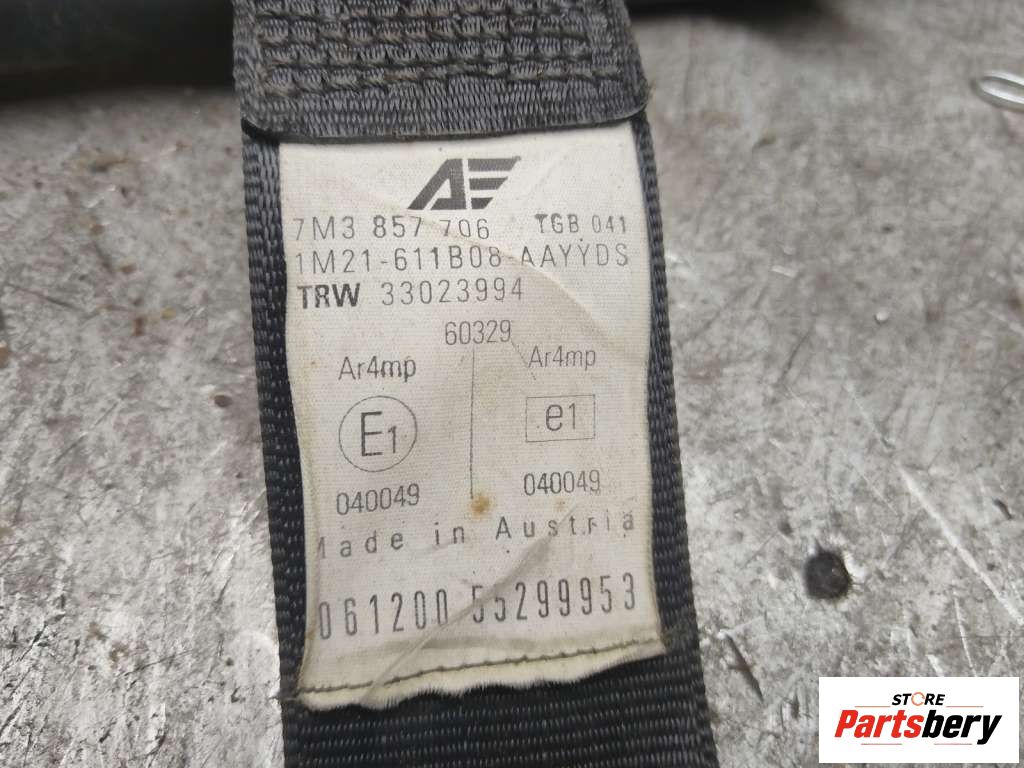 AE
7M3 857 706 TGB 041
1M21-611B08-AAYYDS
TRW 33023994
60329
Ar4mp Ar4mp
E1 e1
040049 040049
Made in Austria
061200 55299953
STORE
Partsbery